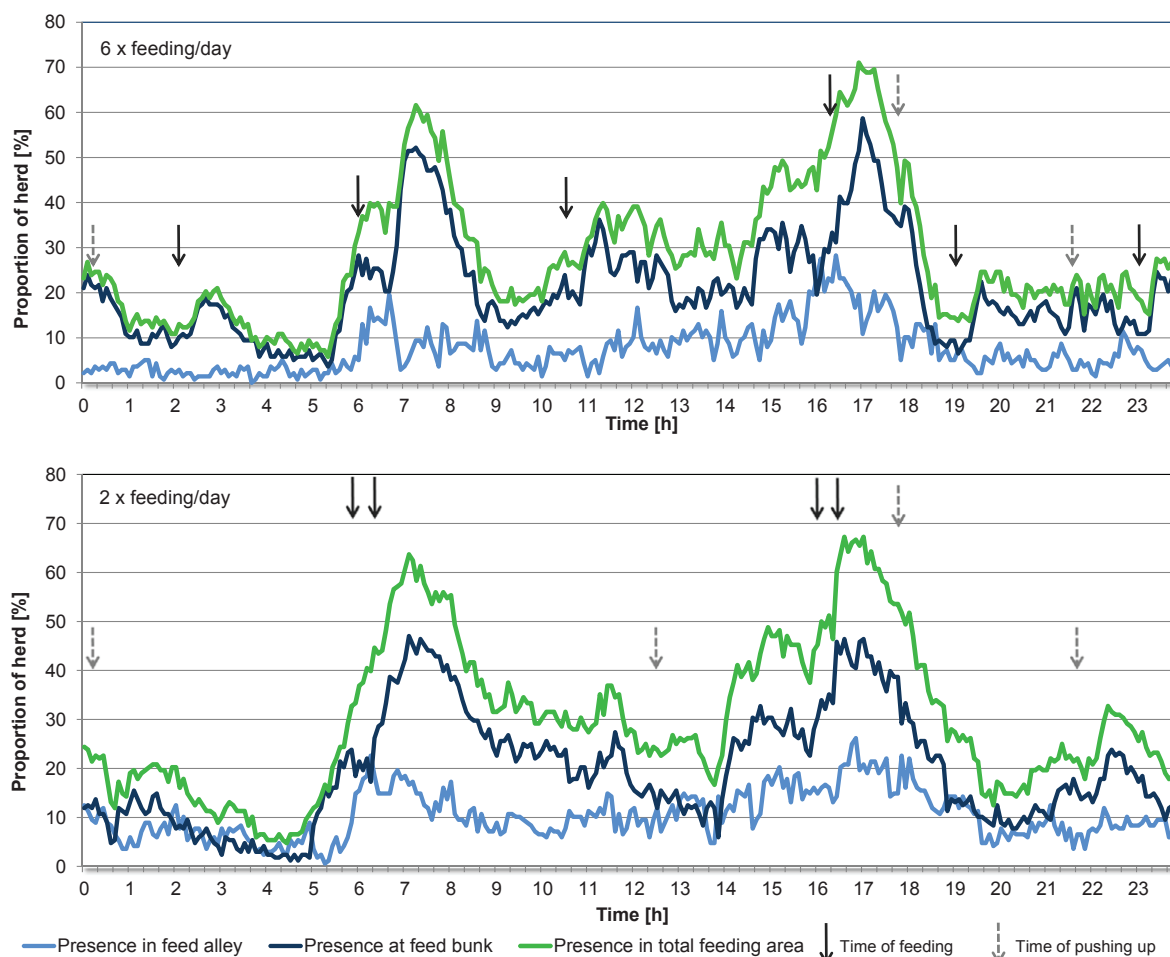 80
6 x feeding/day
70
60
50
40
30
20
10
0
Proportion of herd [%]
0 1 2 3 4 5 6 7 8 9 10 11 12 13 14 15 16 17 18 19 20 21 22 23
Time [h]
80
2 x feeding/day
70
60
50
40
30
20
10
0
Proportion of herd [%]
0 1 2 3 4 5 6 7 8 9 10 11 12 13 14 15 16 17 18 19 20 21 22 23
Time [h]
Presence in feed alley Presence at feed bunk Presence in total feeding area Time of feeding Time of pushing up